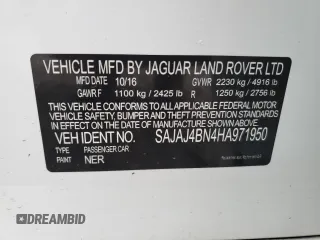 VEHICLE MFD BY JAGUAR LAND ROVER LTD
MFD 10/16 GVWR 2230 kg / 4916 lb
GAWR F 1100 kg / 2425 lb R 1250 kg / 2756 lb
THIS VEHICLE CONFORMS TO ALL APPLICABLE FEDERAL MOTOR
VEHICLE SAFETY, BUMPER AND THEFT PREVENTION STANDARDS
IN EFFECT ON THE DATE OF MANUFACTURE SHOWN ABOVE.
VEH IDENT NO. SAJAJ4BN4HA971950
TYPE PASSENGER CAR
PAINT NER
DREAMBID